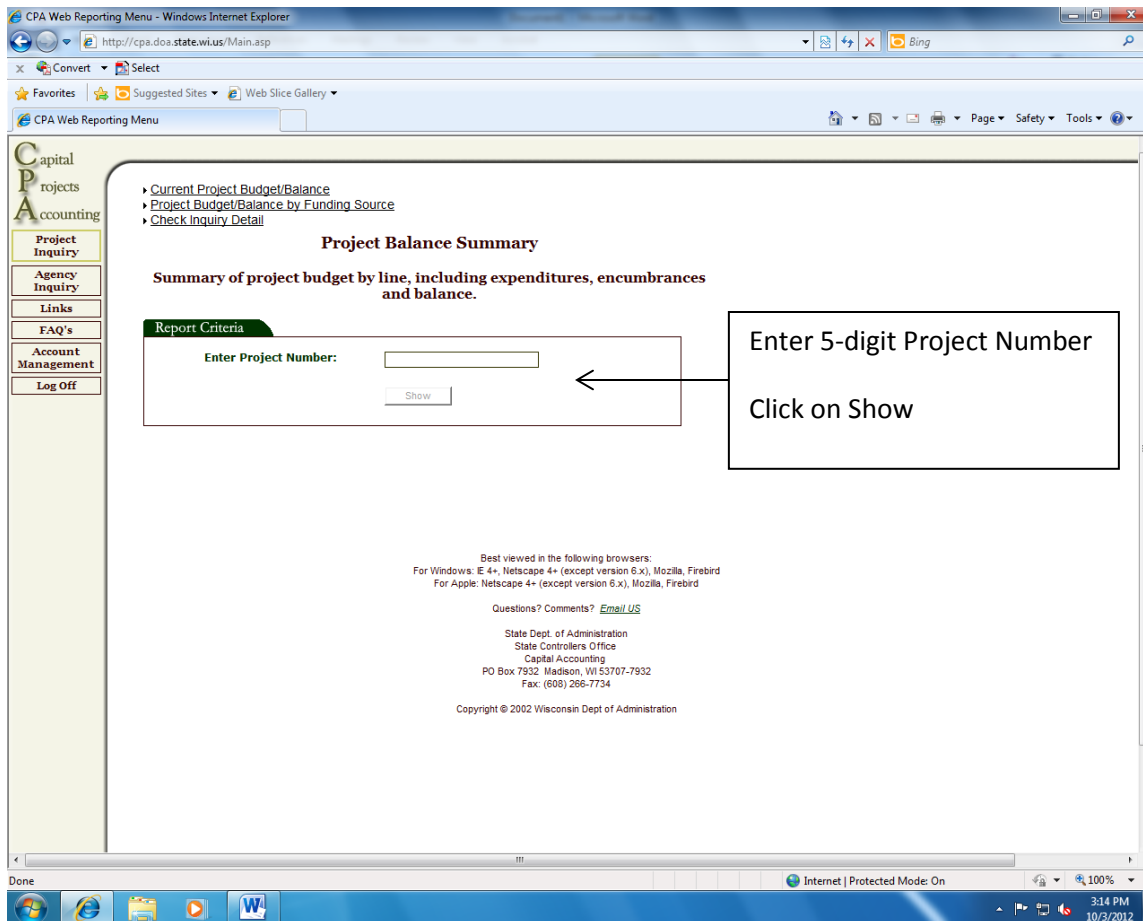 CPA Web Reporting Menu - Windows Internet Explorer
http://cpa.doa.state.wi.us/Main.asp
Bing
x Convert Select
Favorites Suggested Sites Web Slice Gallery
CPA Web Reporting Menu
Page Safety Tools
Capital
Projects
Accounting
Project
Inquiry
Agency
Inquiry
Links
FAQ's
Account
Management
Log Off
Current Project Budget/Balance
Project Budget/Balance by Funding Source
Check Inquiry Detail
Project Balance Summary
Summary of project budget by line, including expenditures, encumbrances
and balance.
Report Criteria
Enter Project Number:
Show
Enter 5-digit Project Number
Click on Show
Best viewed in the following browsers:
For Windows: IE 4+, Netscape 4+ (except version 6.x), Mozilla, Firebird
For Apple: Netscape 4+ (except version 6.x), Mozilla, Firebird
Questions? Comments? Email US
State Dept. of Administration
State Controllers Office
Capital Accounting
PO Box 7932 Madison, WI 53707-7932
Fax: (608) 266-7734
Copyright © 2002 Wisconsin Dept of Administration
Done
Internet | Protected Mode: On
100%
3:14 PM
10/3/2012